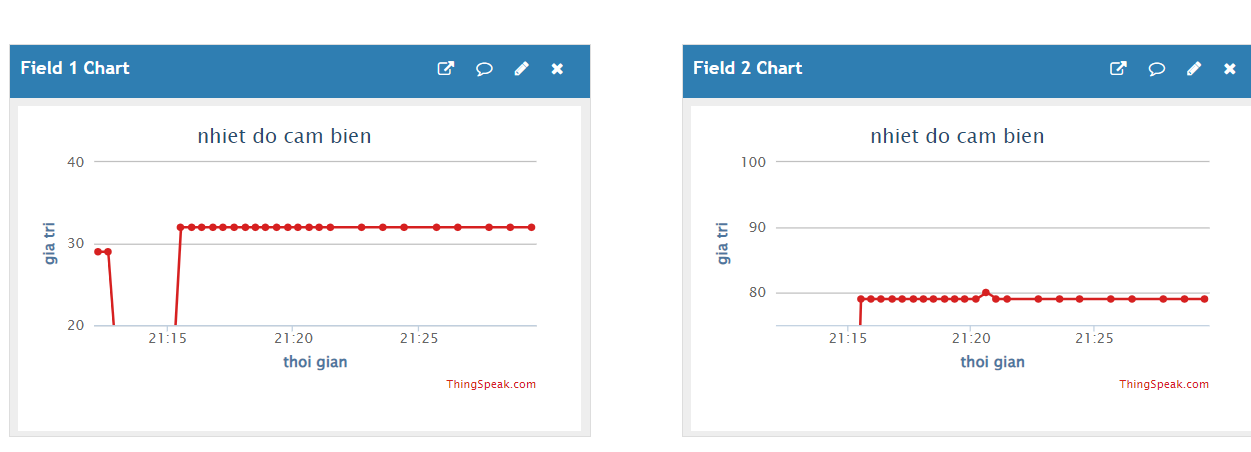 Field 1 Chart
nhiet do cam bien
40
30
20
gia tri
21:15 21:20 21:25
thoi gian
ThingSpeak.com
Field 2 Chart
nhiet do cam bien
100
90
80
gia tri
21:15 21:20 21:25
thoi gian
ThingSpeak.com